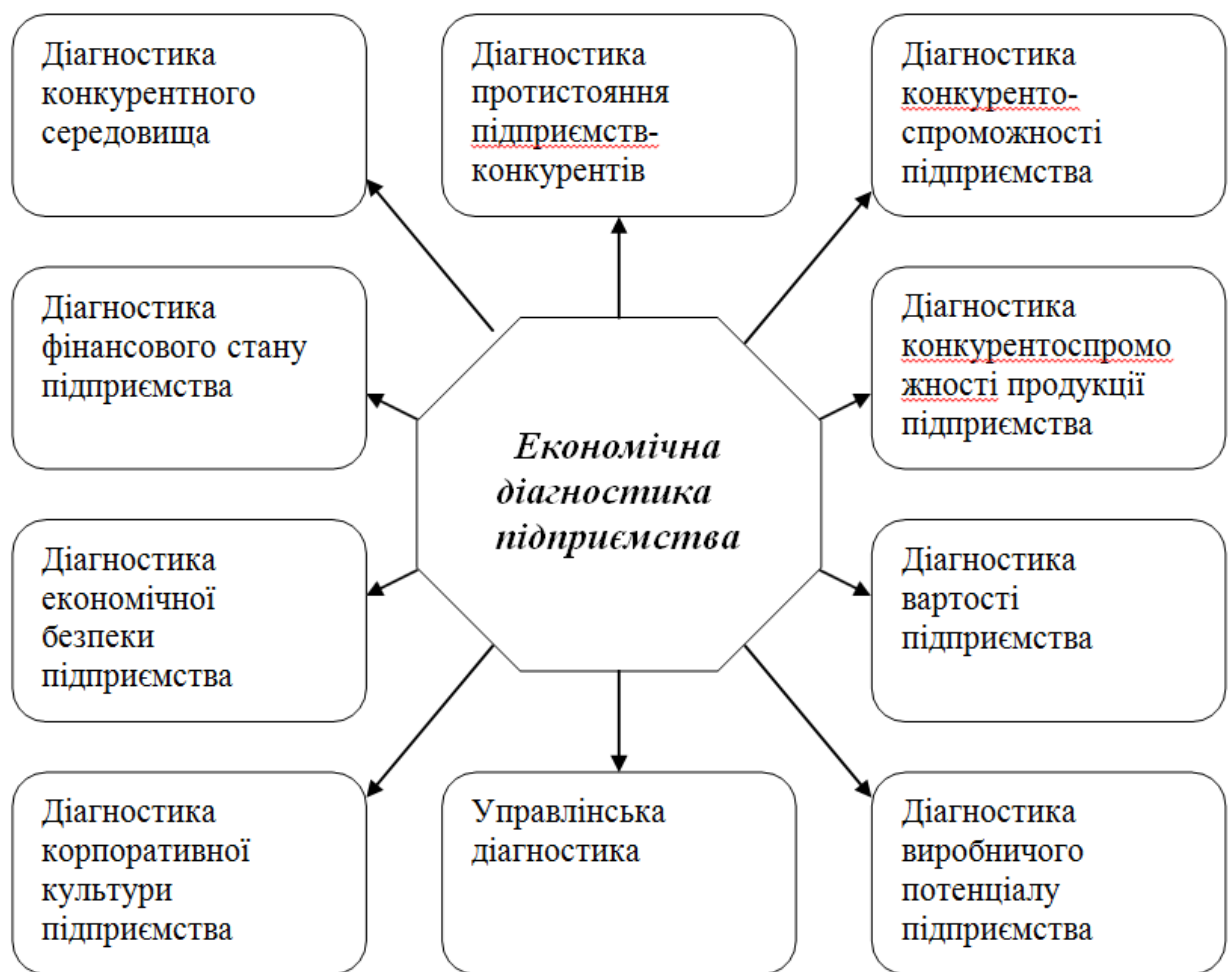 Діагностика
конкурентного
середовища
Діагностика
протистояння
підприємств-
конкурентів
Діагностика
конкуренто-
спроможності
підприємства
Діагностика
фінансового стану
підприємства
Діагностика
конкурентоспромо
жності продукції
підприємства
Економічна
діагностика
підприємства
Діагностика
економічної
безпеки
підприємства
Діагностика
вартості
підприємства
Діагностика
корпоративної
культури
підприємства
Управлінська
діагностика
Діагностика
виробничого
потенціалу
підприємства